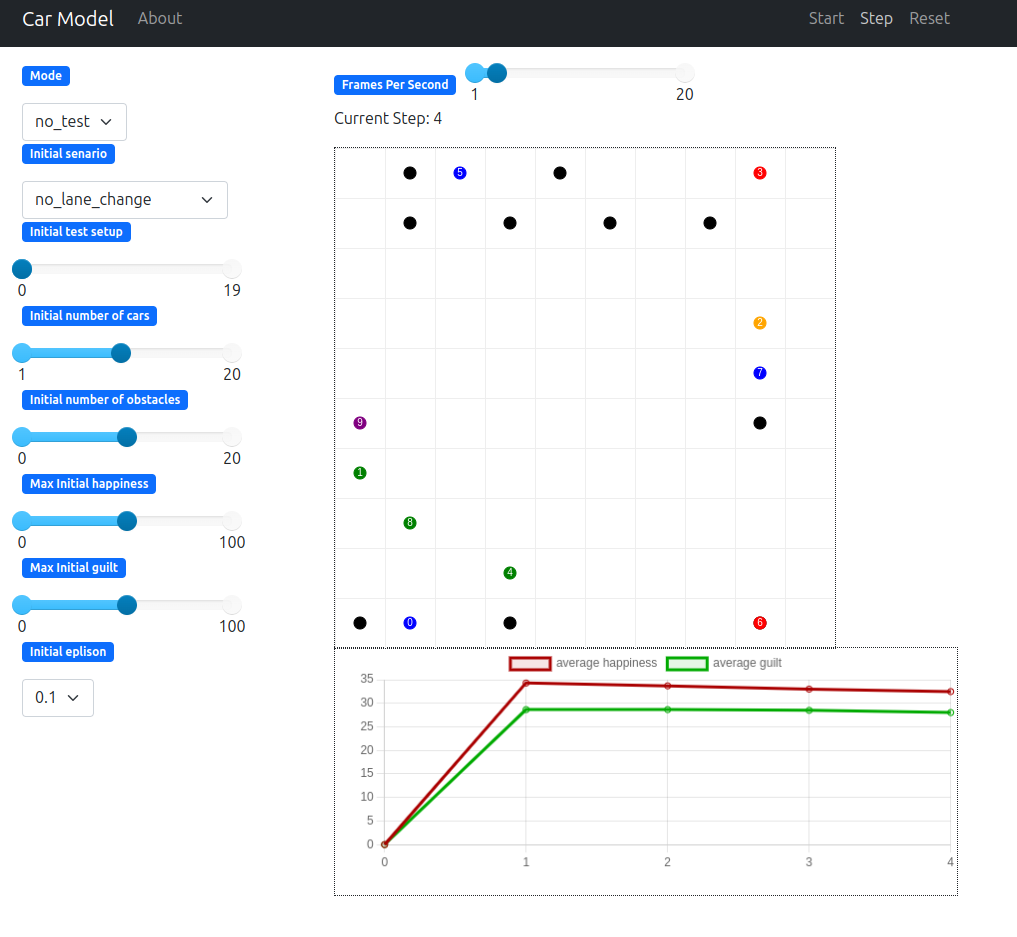 Car Model About Start Step Reset
Mode
no_test
Initial senario
no_lane_change
Initial test setup
0 19
Initial number of cars
1 20
Initial number of obstacles
0 20
Max Initial happiness
0 100
Max Initial guilt
0 100
Initial eplison
0.1
Frames Per Second
1 20
Current Step: 4
5 3
2
7
9
1
8
4
0 6
average happiness average guilt
35
30
25
20
15
10
5
0
0 1 2 3 4